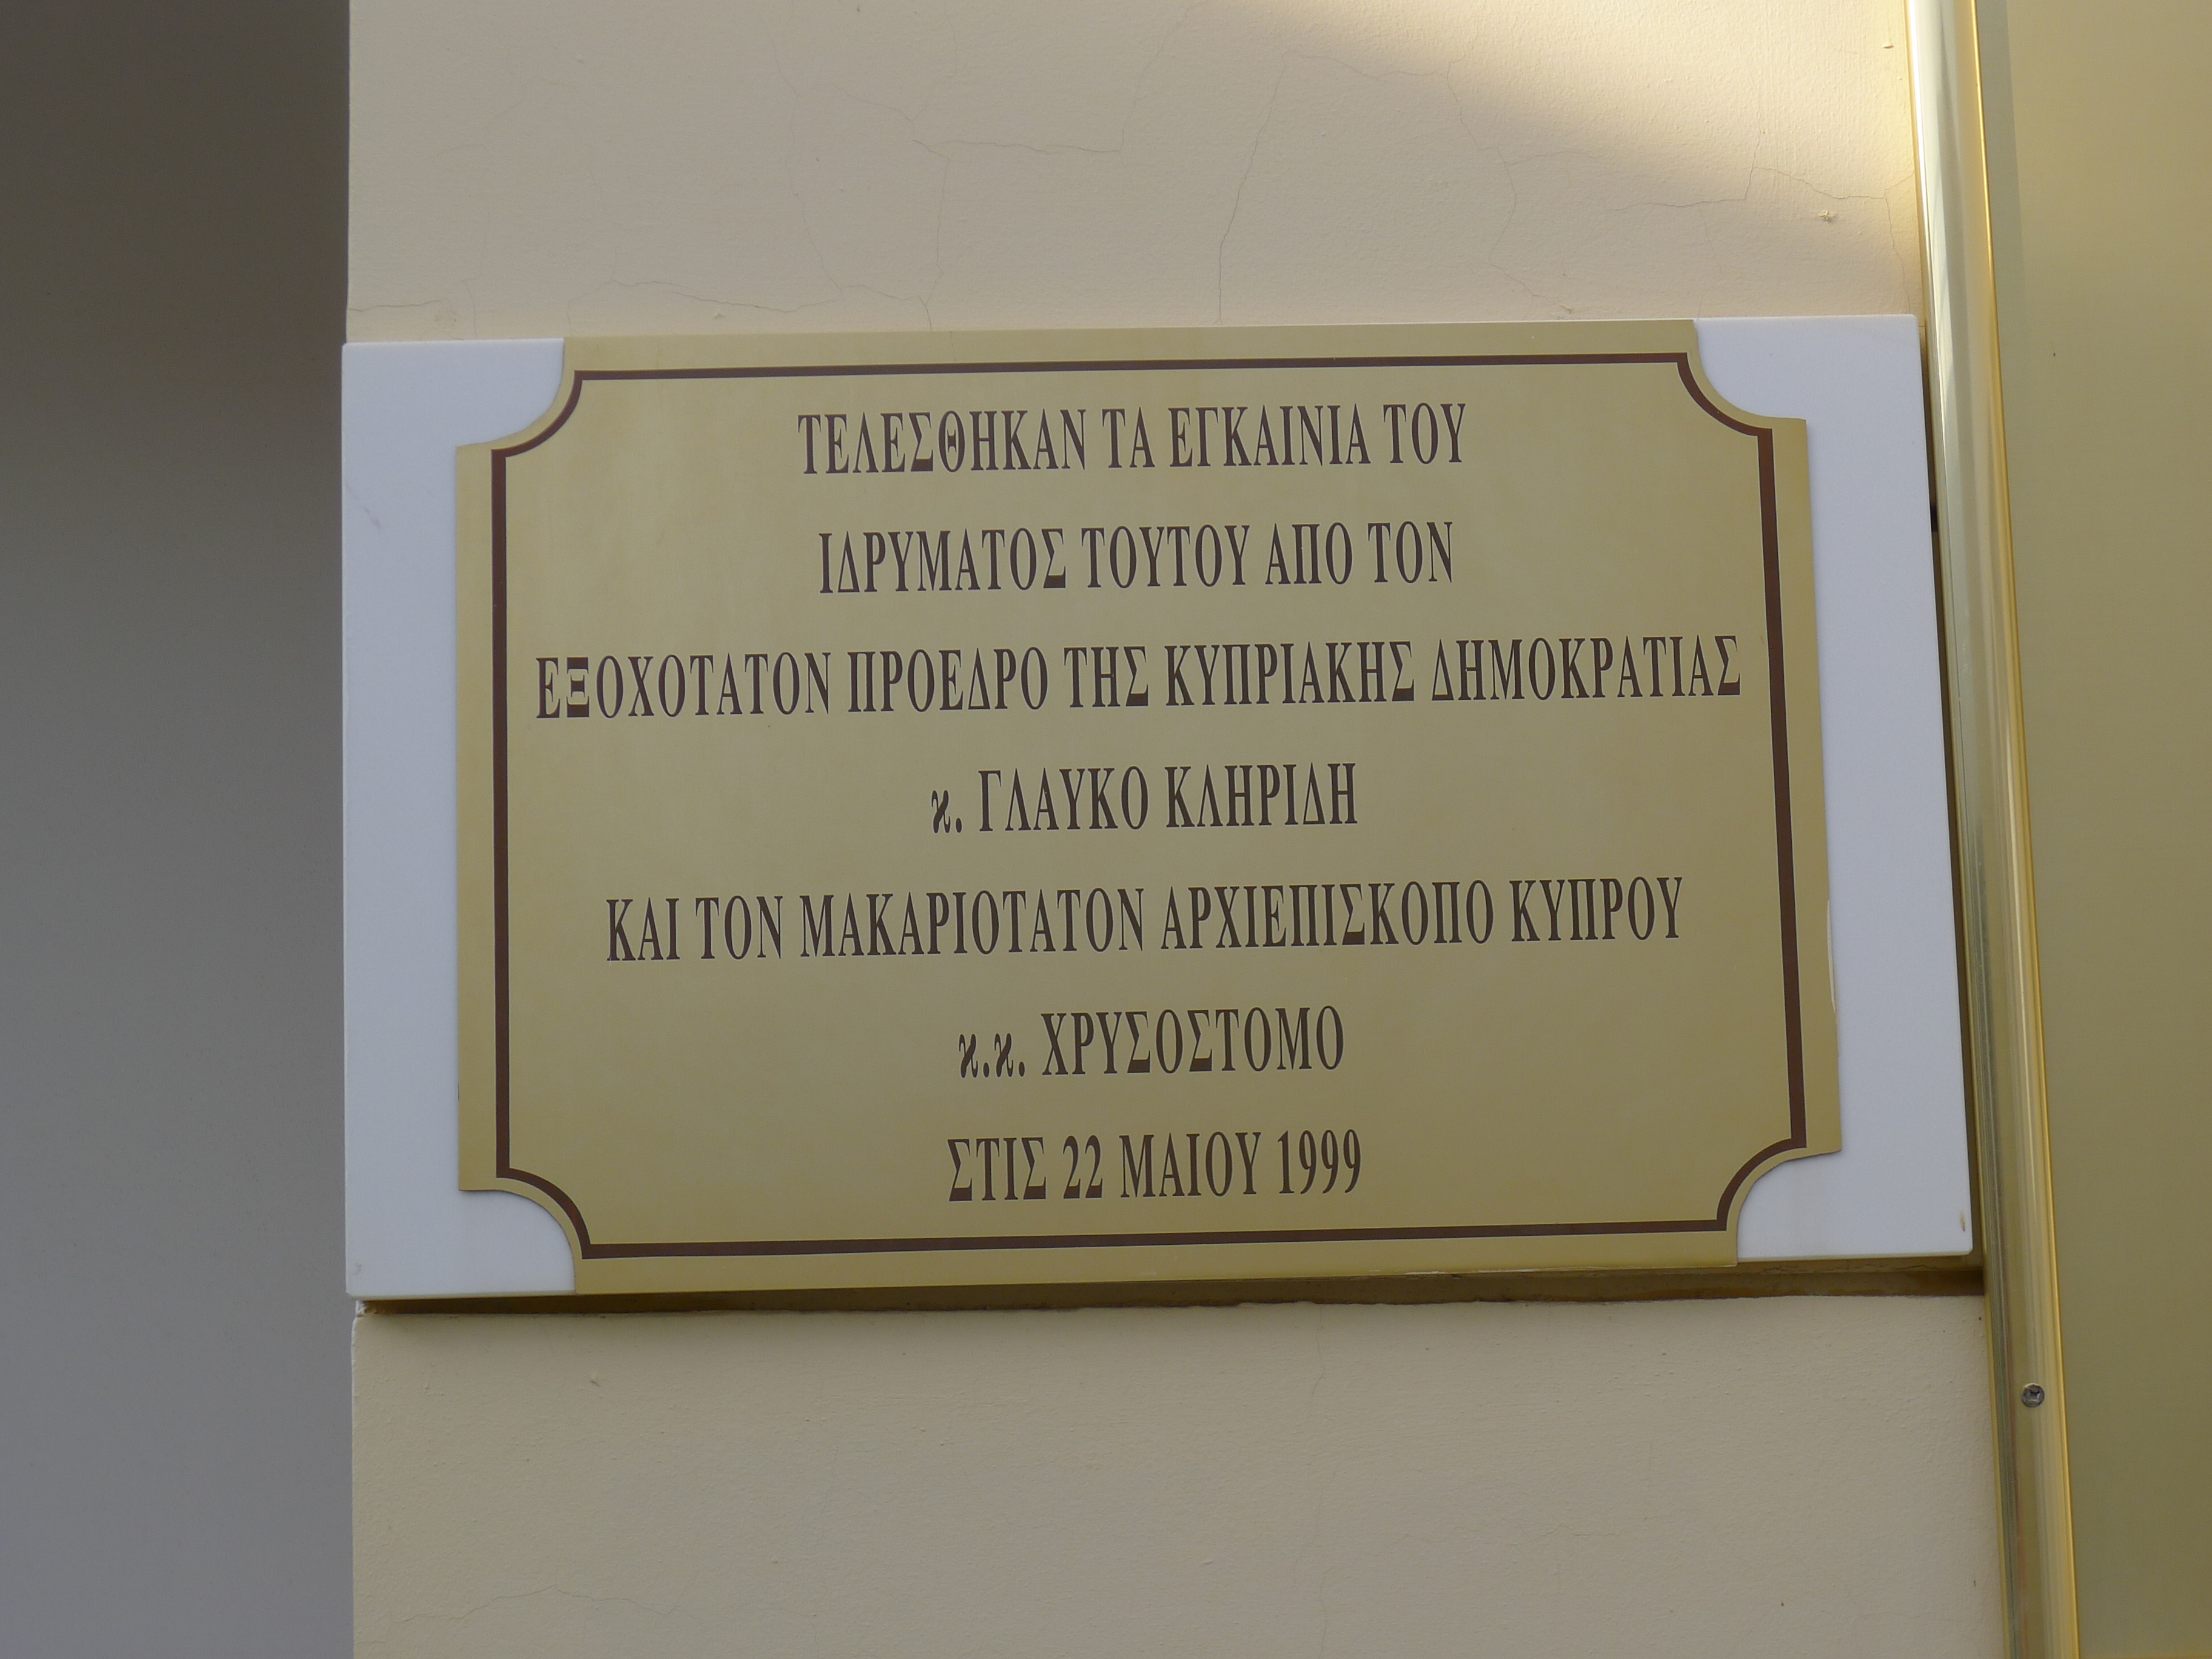 ΤΕΛΕΣΘΗΚΑΝ ΤΑ ΕΓΚΑΙΝΙΑ ΤΟΥ
ΙΔΡΥΜΑΤΟΣ ΤΟΥΤΟΥ ΑΠΟ ΤΟΝ
ΕΞΟΧΟΤΑΤΟΝ ΠΡΟΕΔΡΟ ΤΗΣ ΚΥΠΡΙΑΚΗΣ ΔΗΜΟΚΡΑΤΙΑΣ
κ. ΓΛΑΥΚΟ ΚΛΗΡΙΔΗ
ΚΑΙ ΤΟΝ ΜΑΚΑΡΙΟΤΑΤΟΝ ΑΡΧΙΕΠΙΣΚΟΠΟ ΚΥΠΡΟΥ
κ.κ. ΧΡΥΣΟΣΤΟΜΟ
ΣΤΙΣ 22 ΜΑΙΟΥ 1999